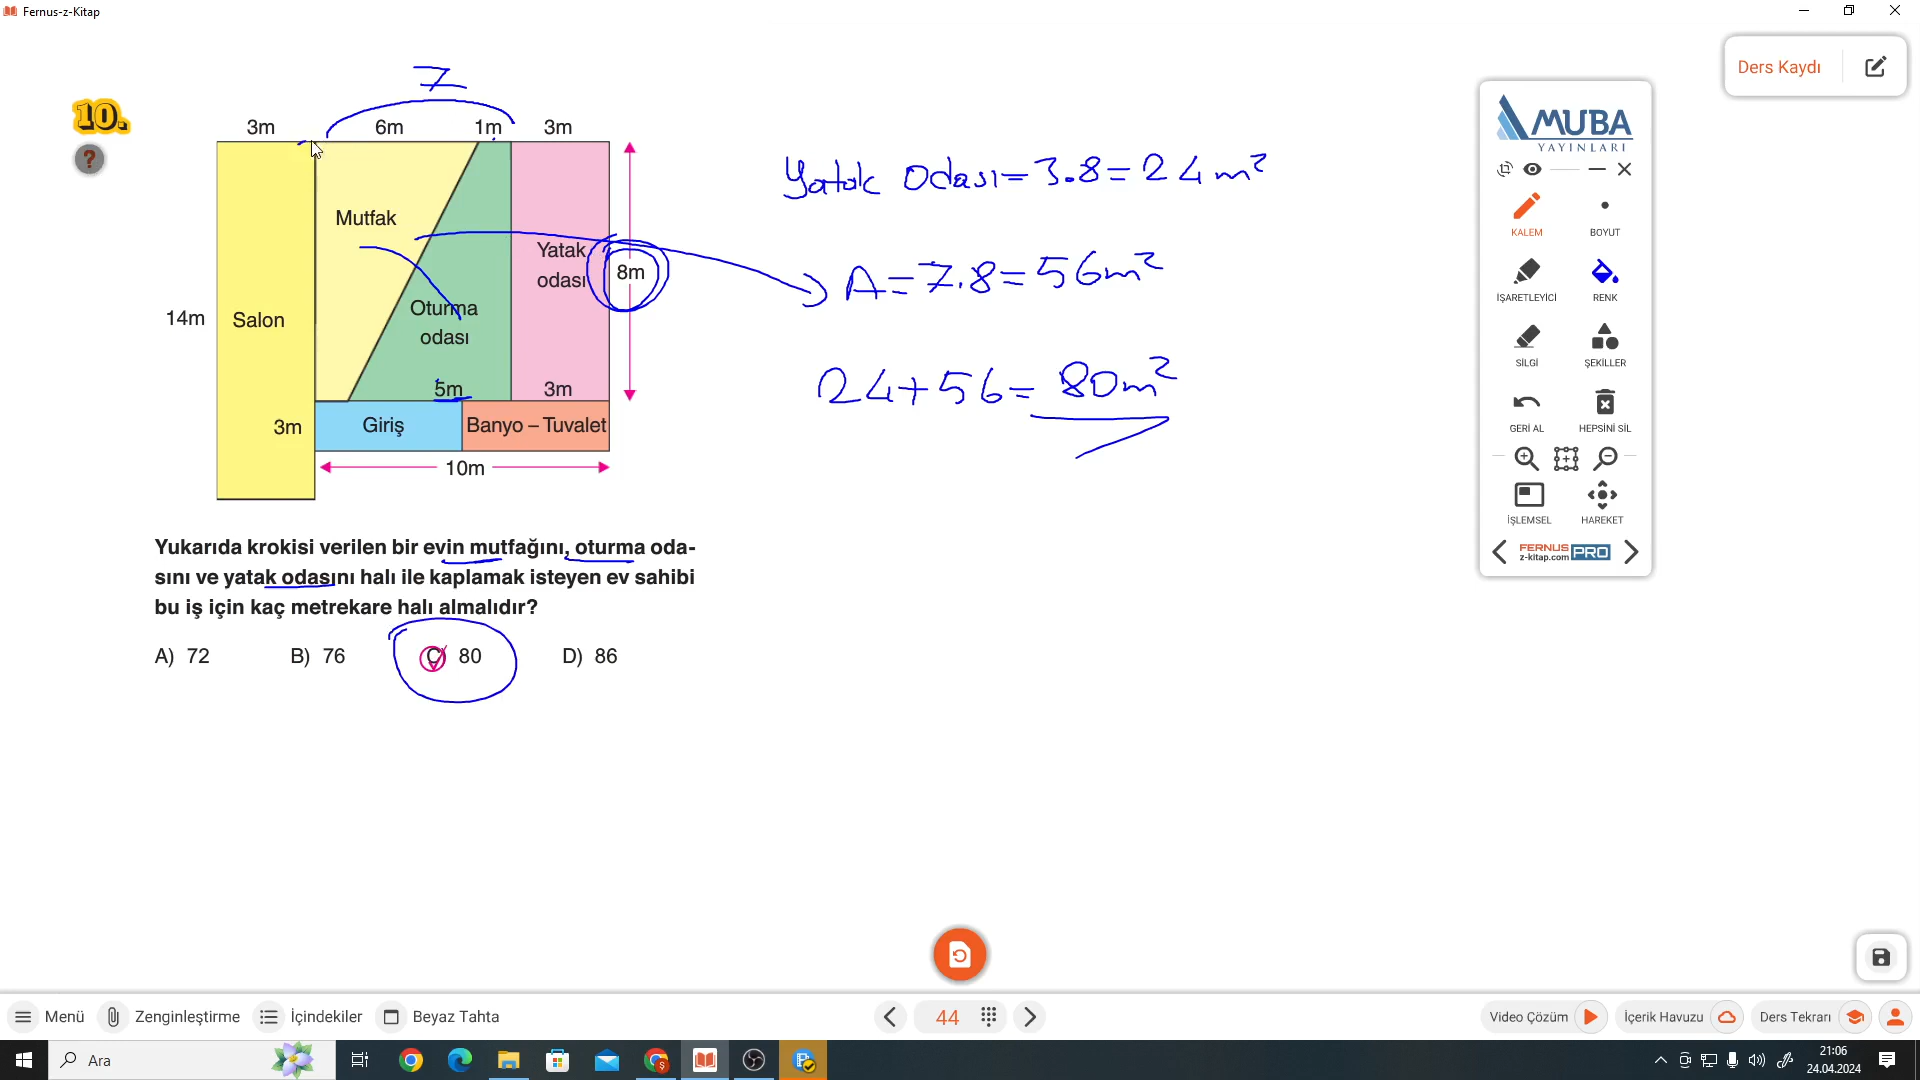 Fernus-z-Kitap
Ders Kaydı
7
10.
?
3m 6m 1m 3m
Mutfak
Yatak
odası
8m
Oturma
odası
14m Salon
5m 3m
3m Giriş Banyo – Tuvalet
10m
Yatak Odası=3.8=24m²
A=7.8=56m²
24+56=80m²
Yukarıda krokisi verilen bir evin mutfağını, oturma oda-
sını ve yatak odasını halı ile kaplamak isteyen ev sahibi
bu iş için kaç metrekare halı almalıdır?
A) 72 B) 76 C) 80 D) 86
MUBA
YAYINLARI
KALEM BOYUT
İŞARETLEYİCİ RENK
SİLGİ ŞEKİLLER
GERİ AL HEPSİNİ SİL
İŞLEMSEL HAREKET
FERNUS PRO
z-kitap.com
Menü Zenginleştirme İçindekiler Beyaz Tahta 44 Video Çözüm İçerik Havuzu Ders Tekrarı
Ara
21:06
24.04.2024